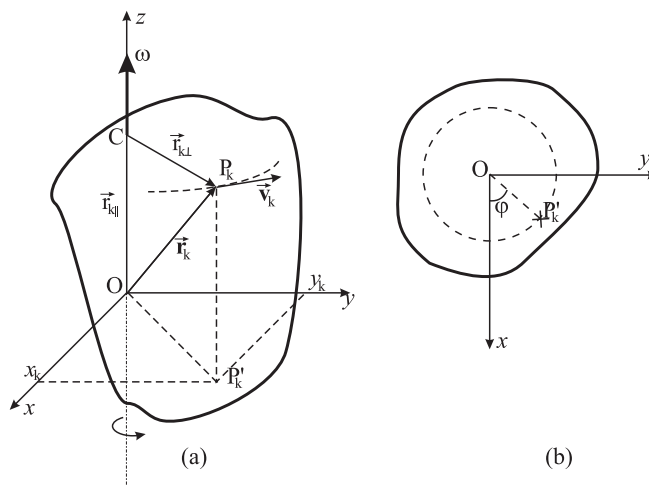 z
ω
C
r⃗k⊥
Pk
v⃗k
r⃗k∥
r⃗k
O
yk
y
xk
P'k
x
(a)
O
y
φ
P'k
x
(b)